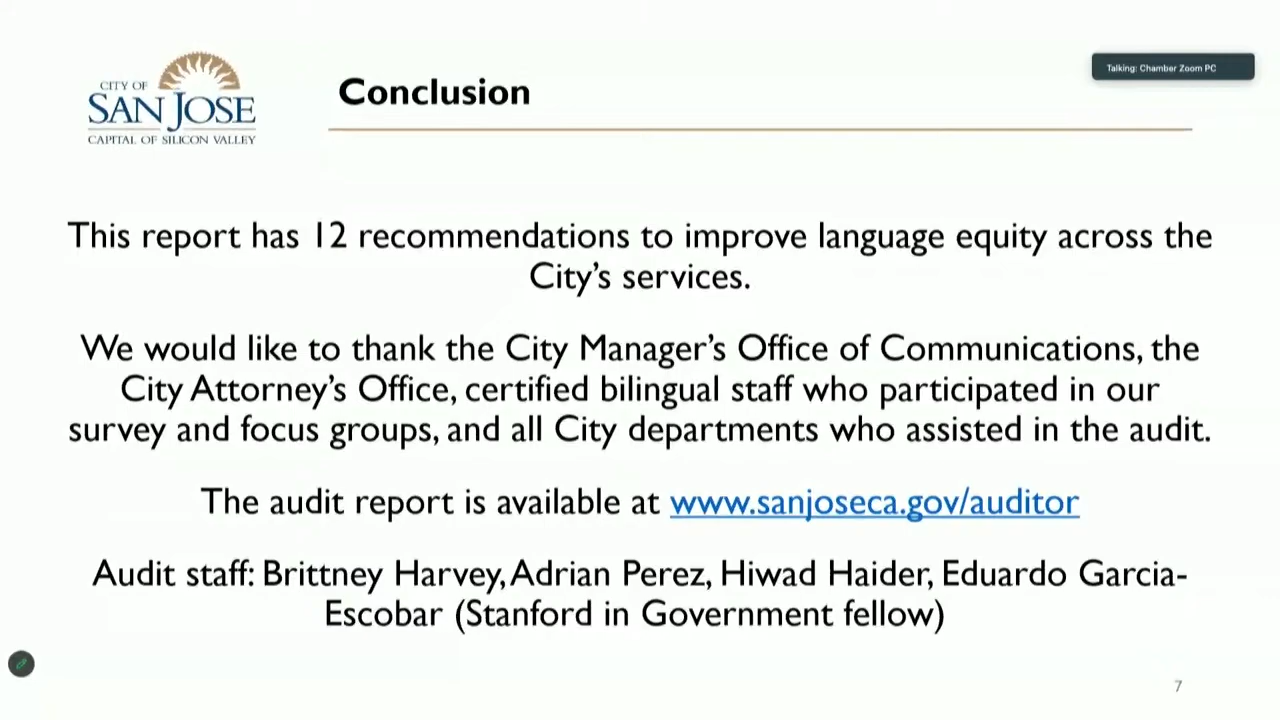 CITY OF
SAN JOSE
CAPITAL OF SILICON VALLEY
Conclusion
Talking: Chamber Zoom PC
This report has 12 recommendations to improve language equity across the
City’s services.
We would like to thank the City Manager’s Office of Communications, the
City Attorney’s Office, certified bilingual staff who participated in our
survey and focus groups, and all City departments who assisted in the audit.
The audit report is available at www.sanjoseca.gov/auditor
Audit staff: Brittney Harvey, Adrian Perez, Hiwad Haider, Eduardo Garcia-
Escobar (Stanford in Government fellow)
7